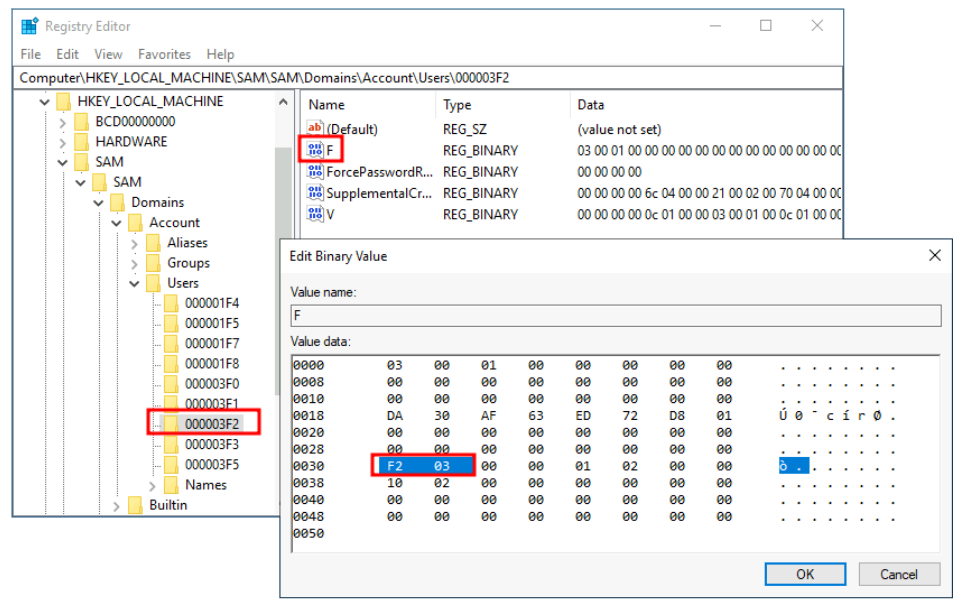 Registry Editor
File Edit View Favorites Help
Computer\HKEY_LOCAL_MACHINE\SAM\SAM\Domains\Account\Users\000003F2
HKEY_LOCAL_MACHINE
BCD00000000
HARDWARE
SAM
SAM
Domains
Account
Aliases
Groups
Users
000001F4
000001F5
000001F7
000001F8
000003F0
000003F1
000003F2
000003F3
000003F5
Names
Builtin
Name Type Data
(Default) REG_SZ (value not set)
F REG_BINARY 03 00 01 00 00 00 00 00 00 00 00 00 00 00 00 00 0C
ForcePasswordR... REG_BINARY 00 00 00 00
SupplementalCr... REG_BINARY 00 00 00 00 6c 04 00 00 21 00 02 00 70 04 00 0C
V REG_BINARY 00 00 00 00 0c 01 00 00 03 00 01 00 0c 01 00 0C
Edit Binary Value
Value name:
F
Value data:
0000 03 00 01 00 00 00 00 00 . . . . . . . .
0008 00 00 00 00 00 00 00 00 . . . . . . . .
0010 00 00 00 00 00 00 00 00 . . . . . . . .
0018 DA 30 AF 63 ED 72 D8 01 Ú 0 ¯ c í r Ø .
0020 00 00 00 00 00 00 00 00 . . . . . . . .
0028 00 00 00 00 00 00 00 00 . . . . . . . .
0030 F2 03 00 00 01 02 00 00 ò . . . . . . .
0038 10 02 00 00 00 00 00 00 . . . . . . . .
0040 00 00 00 00 00 00 00 00 . . . . . . . .
0048 00 00 00 00 00 00 00 00 . . . . . . . .
0050
OK Cancel